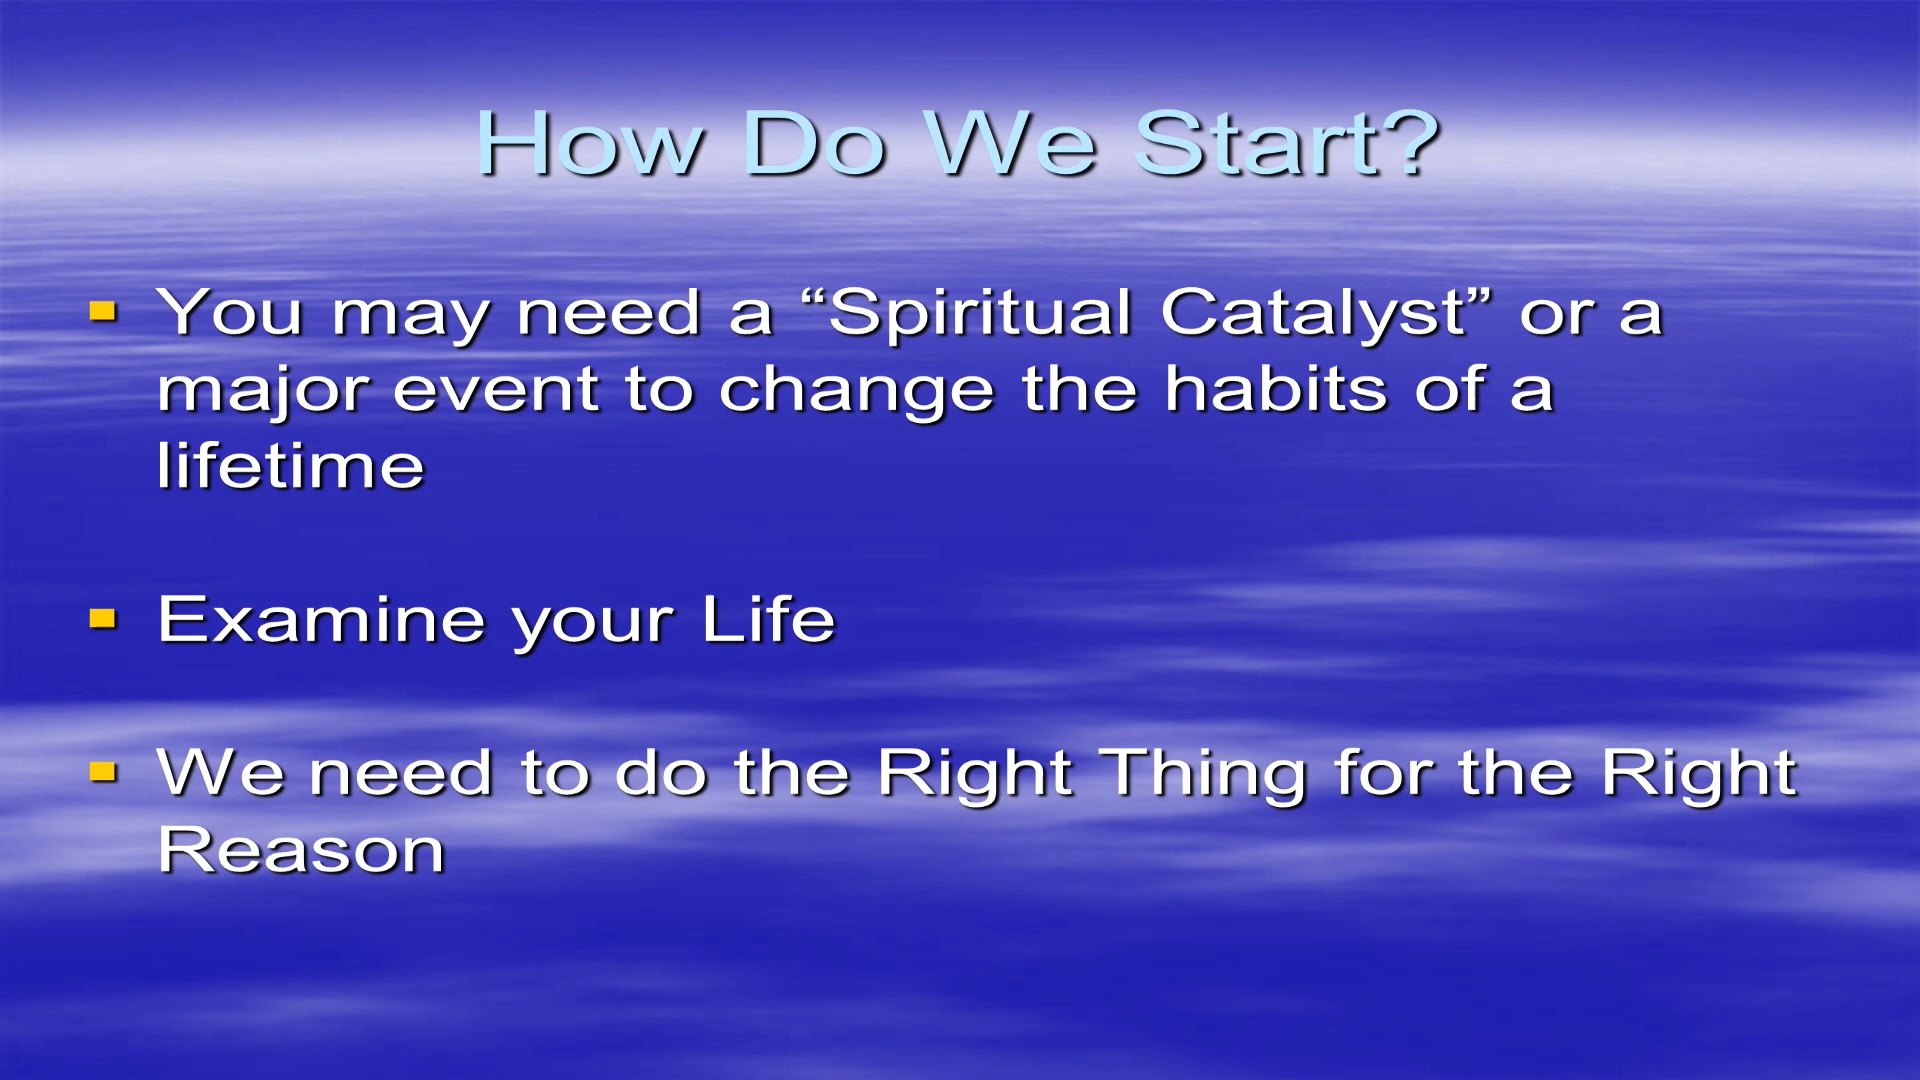 How Do We Start?
You may need a “Spiritual Catalyst” or a
major event to change the habits of a
lifetime
Examine your Life
We need to do the Right Thing for the Right
Reason